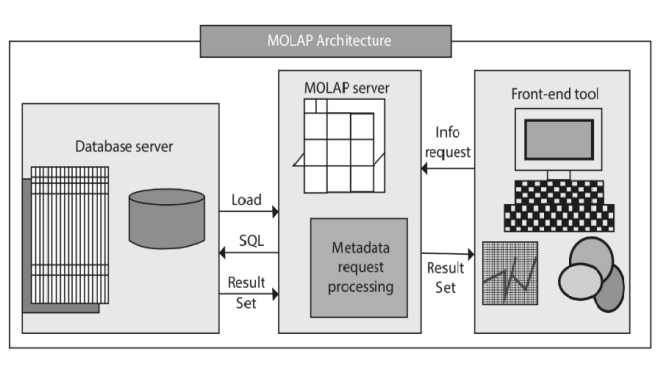 MOLAP Architecture
Database server
Load
SQL
Result
Set
MOLAP server
Metadata
request
processing
Info
request
Result
Set
Front-end tool